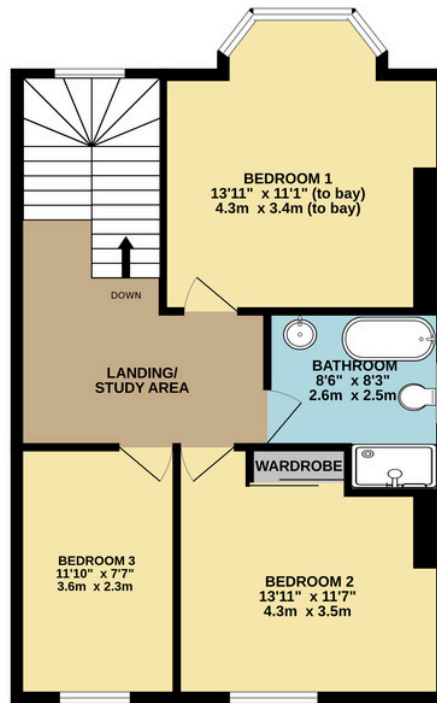 BEDROOM 1
13'11" x 11'1" (to bay)
4.3m x 3.4m (to bay)
DOWN
LANDING/
STUDY AREA
BATHROOM
8'6" x 8'3"
2.6m x 2.5m
WARDROBE
BEDROOM 3
11'10" x 7'7"
3.6m x 2.3m
BEDROOM 2
13'11" x 11'7"
4.3m x 3.5m